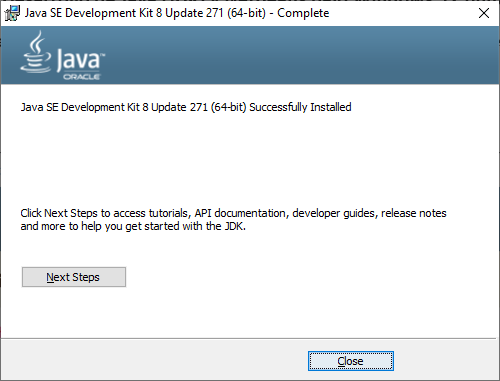 Java SE Development Kit 8 Update 271 (64-bit) - Complete
Java™
ORACLE
Java SE Development Kit 8 Update 271 (64-bit) Successfully Installed
Click Next Steps to access tutorials, API documentation, developer guides, release notes
and more to help you get started with the JDK.
Next Steps
Close